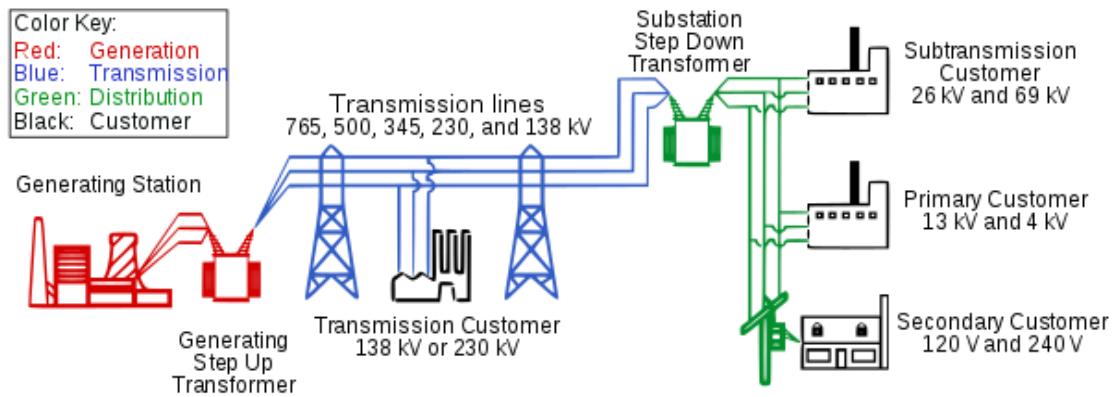 Color Key:
Red: Generation
Blue: Transmission
Green: Distribution
Black: Customer
Generating Station
Generating
Step Up
Transformer
Transmission lines
765, 500, 345, 230, and 138 kV
Transmission Customer
138 kV or 230 kV
Substation
Step Down
Transformer
Subtransmission
Customer
26 kV and 69 kV
Primary Customer
13 kV and 4 kV
Secondary Customer
120 V and 240 V